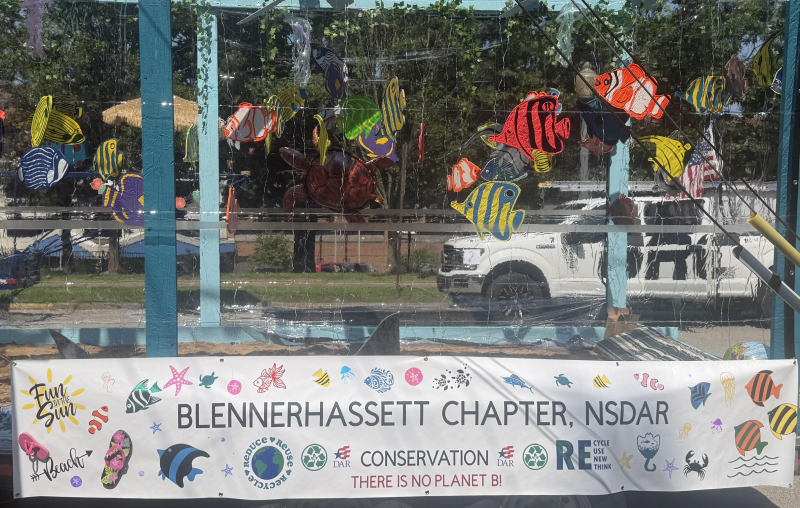 Fun
IN THE
Sun
BLENNERHASSETT CHAPTER, NSDAR
#Beach
REDUCE REUSE
RECYCLE
DAR
CONSERVATION
DAR
RE CYCLE
USE
NEW
THINK
THERE IS NO PLANET B!